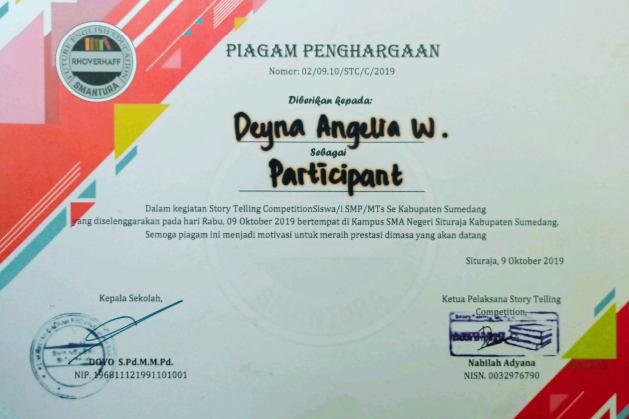 FUTURE ENGLISH EDUCATION
RHOVERHAFF
SMANTURA
PIAGAM PENGHARGAAN
Nomor: 02/09.10/STC/C/2019
Diberikan kepada:
Deyna Angelia W.
Sebagai
Participant
Dalam kegiatan Story Telling CompetitionSiswa/i SMP/MTs Se Kabupaten Sumedang
yang diselenggarakan pada hari Rabu, 09 Oktober 2019 bertempat di Kampus SMA Negeri Situraja Kabupaten Sumedang.
Semoga piagam ini menjadi motivasi untuk meraih prestasi dimasa yang akan datang
Situraja, 9 Oktober 2019
Kepala Sekolah,
DOYO S.Pd.M.M.Pd.
NIP. 196811121991101001
Ketua Pelaksana Story Telling
Competition,
Nabilah Adyana
NISN. 0032976790